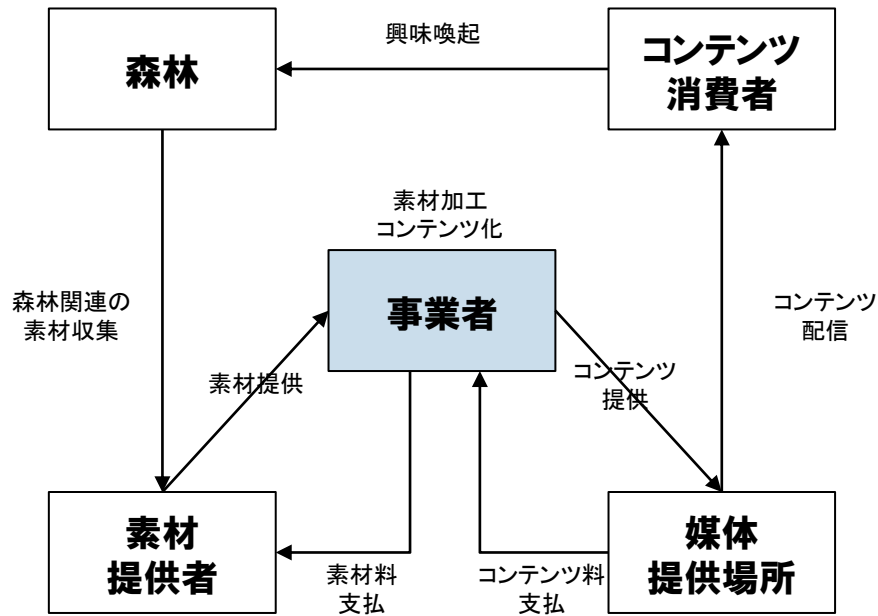 興味喚起
森林
コンテンツ
消費者
素材加工
コンテンツ化
事業者
森林関連の
素材収集
コンテンツ
配信
素材提供
コンテンツ
提供
素材
提供者
素材料
支払
コンテンツ料
支払
媒体
提供場所